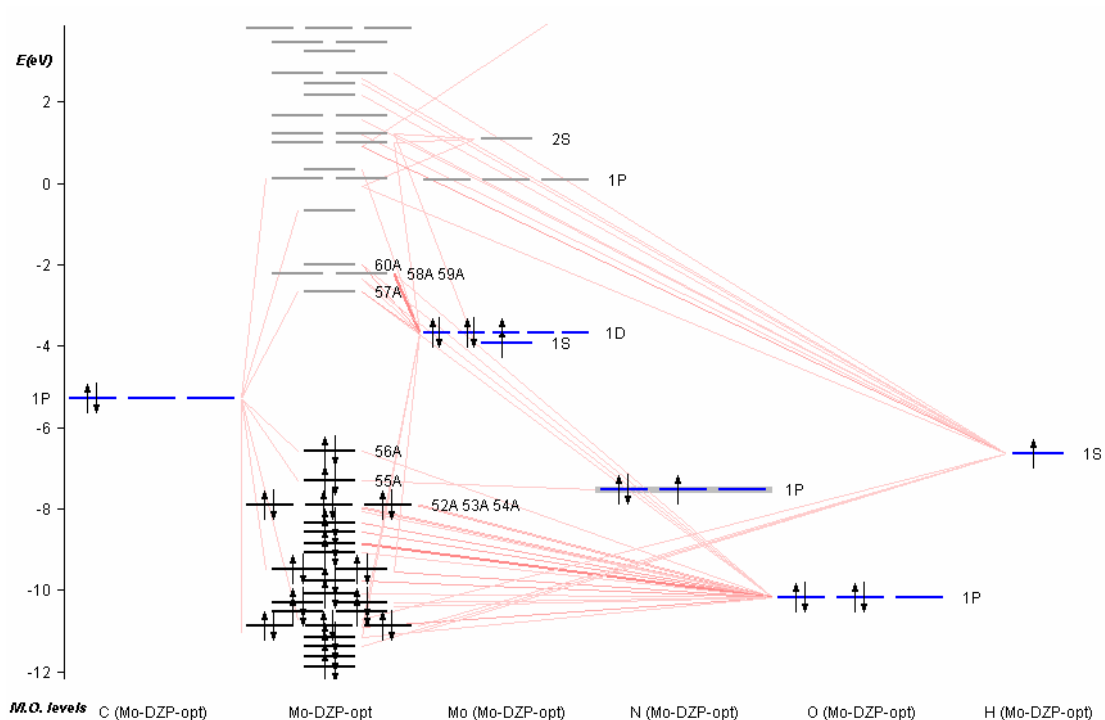 E(eV)
2
2S
0
1P
-2
60A
58A 59A
57A
1D
-4
1S
1P
-6
56A
1S
55A
1P
-8
52A 53A 54A
-10
1P
-12
M.O. levels
C (Mo-DZP-opt)
Mo-DZP-opt
Mo (Mo-DZP-opt)
N (Mo-DZP-opt)
O (Mo-DZP-opt)
H (Mo-DZP-opt)